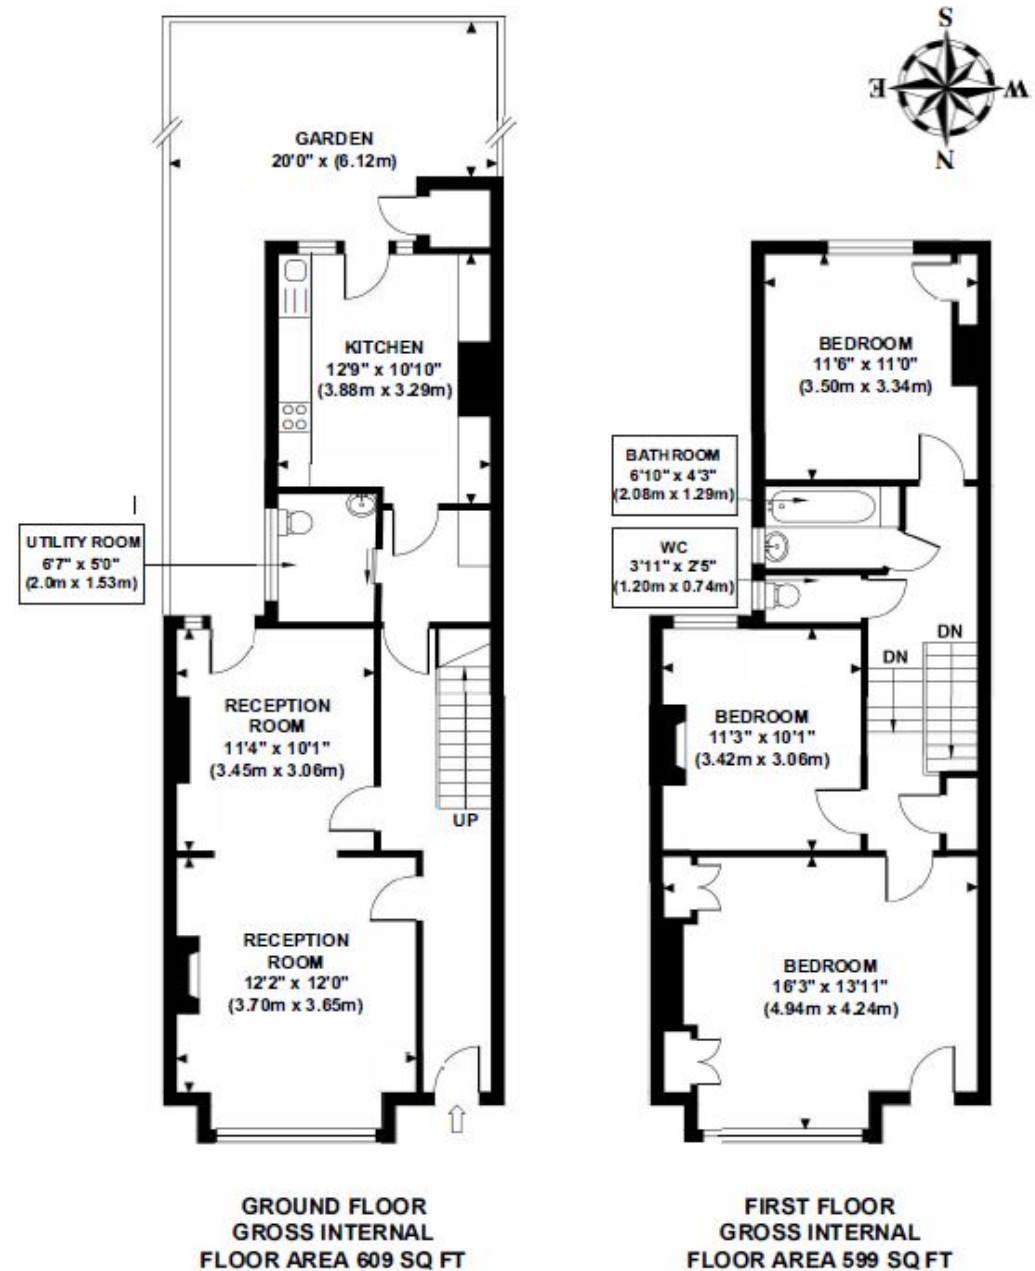 S
E
W
N
GARDEN
20'0" x (6.12m)
KITCHEN
12'9" x 10'10"
(3.88m x 3.29m)
UTILITY ROOM
6'7" x 5'0"
(2.0m x 1.53m)
RECEPTION
ROOM
11'4" x 10'1"
(3.45m x 3.06m)
UP
RECEPTION
ROOM
12'2" x 12'0"
(3.70m x 3.65m)
GROUND FLOOR
GROSS INTERNAL
FLOOR AREA 609 SQ FT
BEDROOM
11'6" x 11'0"
(3.50m x 3.34m)
BATHROOM
6'10" x 4'3"
(2.08m x 1.29m)
WC
3'11" x 2'5"
(1.20m x 0.74m)
DN
DN
BEDROOM
11'3" x 10'1"
(3.42m x 3.06m)
BEDROOM
16'3" x 13'11"
(4.94m x 4.24m)
FIRST FLOOR
GROSS INTERNAL
FLOOR AREA 599 SQ FT